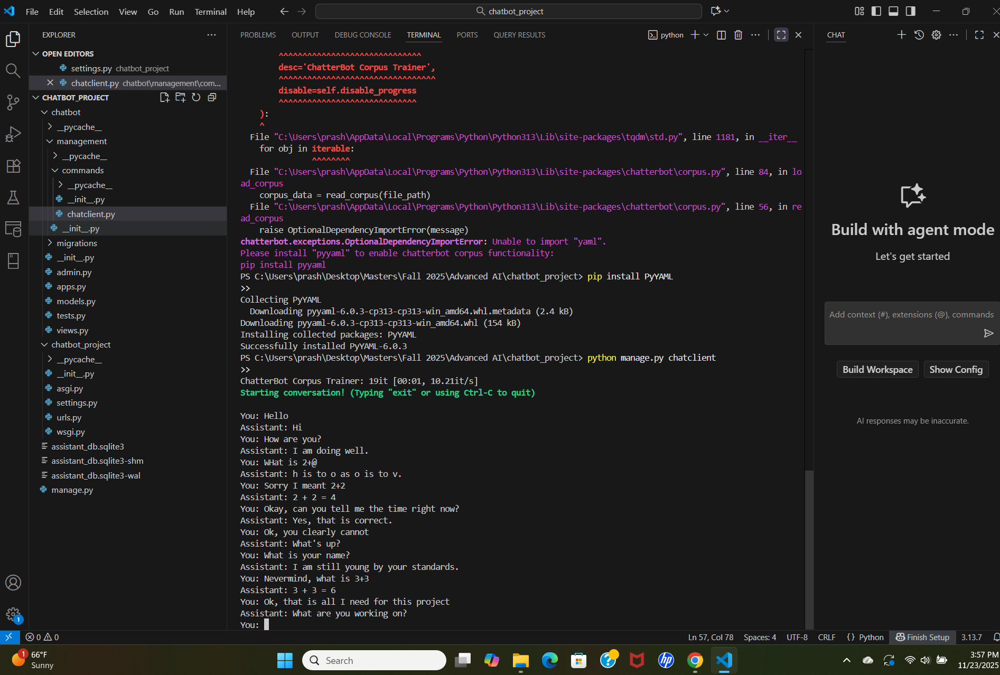 File Edit Selection View Go Run Terminal Help
chatbot_project
EXPLORER
OPEN EDITORS
settings.py chatbot_project
chatclient.py chatbot\management\com...
CHATBOT_PROJECT
chatbot
__pycache__
management
__pycache__
commands
__pycache__
__init__.py
chatclient.py
__init__.py
migrations
__init__.py
admin.py
apps.py
models.py
tests.py
views.py
chatbot_project
__pycache__
__init__.py
asgi.py
settings.py
urls.py
wsgi.py
assistant_db.sqlite3
assistant_db.sqlite3-shm
assistant_db.sqlite3-wal
manage.py
PROBLEMS OUTPUT DEBUG CONSOLE TERMINAL PORTS QUERY RESULTS
python
^^^^^^^^^^^^^^^^^^^^^^^^^^^^^^
desc='ChatterBot Corpus Trainer',
^^^^^^^^^^^^^^^^^^^^^^^^^^^^^^^^^
disable=self.disable_progress
^^^^^^^^^^^^^^^^^^^^^^^^^^^^^
):
^
File "C:\Users\prash\AppData\Local\Programs\Python\Python313\Lib\site-packages\tqdm\std.py", line 1181, in __iter__
for obj in iterable:
^^^^^^^^
File "C:\Users\prash\AppData\Local\Programs\Python\Python313\Lib\site-packages\chatterbot\corpus.py", line 84, in lo
ad_corpus
corpus_data = read_corpus(file_path)
File "C:\Users\prash\AppData\Local\Programs\Python\Python313\Lib\site-packages\chatterbot\corpus.py", line 56, in re
ad_corpus
raise OptionalDependencyImportError(message)
chatterbot.exceptions.OptionalDependencyImportError: Unable to import "yaml".
Please install "pyyaml" to enable chatterbot corpus functionality:
pip install pyyaml
PS C:\Users\prash\Desktop\Masters\Fall 2025\Advanced AI\chatbot_project> pip install PyYAML
>>
Collecting PyYAML
Downloading pyyaml-6.0.3-cp313-cp313-win_amd64.whl.metadata (2.4 kB)
Downloading pyyaml-6.0.3-cp313-cp313-win_amd64.whl (154 kB)
Installing collected packages: PyYAML
Successfully installed PyYAML-6.0.3
PS C:\Users\prash\Desktop\Masters\Fall 2025\Advanced AI\chatbot_project> python manage.py chatclient
>>
ChatterBot Corpus Trainer: 19it [00:01, 10.21it/s]
Starting conversation! (Typing "exit" or using Ctrl-C to quit)
You: Hello
Assistant: Hi
You: How are you?
Assistant: I am doing well.
You: WHat is 2+@
Assistant: h is to o as o is to v.
You: Sorry I meant 2+2
Assistant: 2 + 2 = 4
You: Okay, can you tell me the time right now?
Assistant: Yes, that is correct.
You: Ok, you clearly cannot
Assistant: What's up?
You: What is your name?
Assistant: I am still young by your standards.
You: Nevermind, what is 3+3
Assistant: 3 + 3 = 6
You: Ok, that is all I need for this project
Assistant: What are you working on?
You:
CHAT
Build with agent mode
Let's get started
Add context (#), extensions (@), commands
Build Workspace Show Config
AI responses may be inaccurate.
1
0 0
Ln 57, Col 78 Spaces: 4 UTF-8 CRLF {} Python Finish Setup 3.13.7
1
66°F
Sunny
Search
hp
3:57 PM
11/23/2025